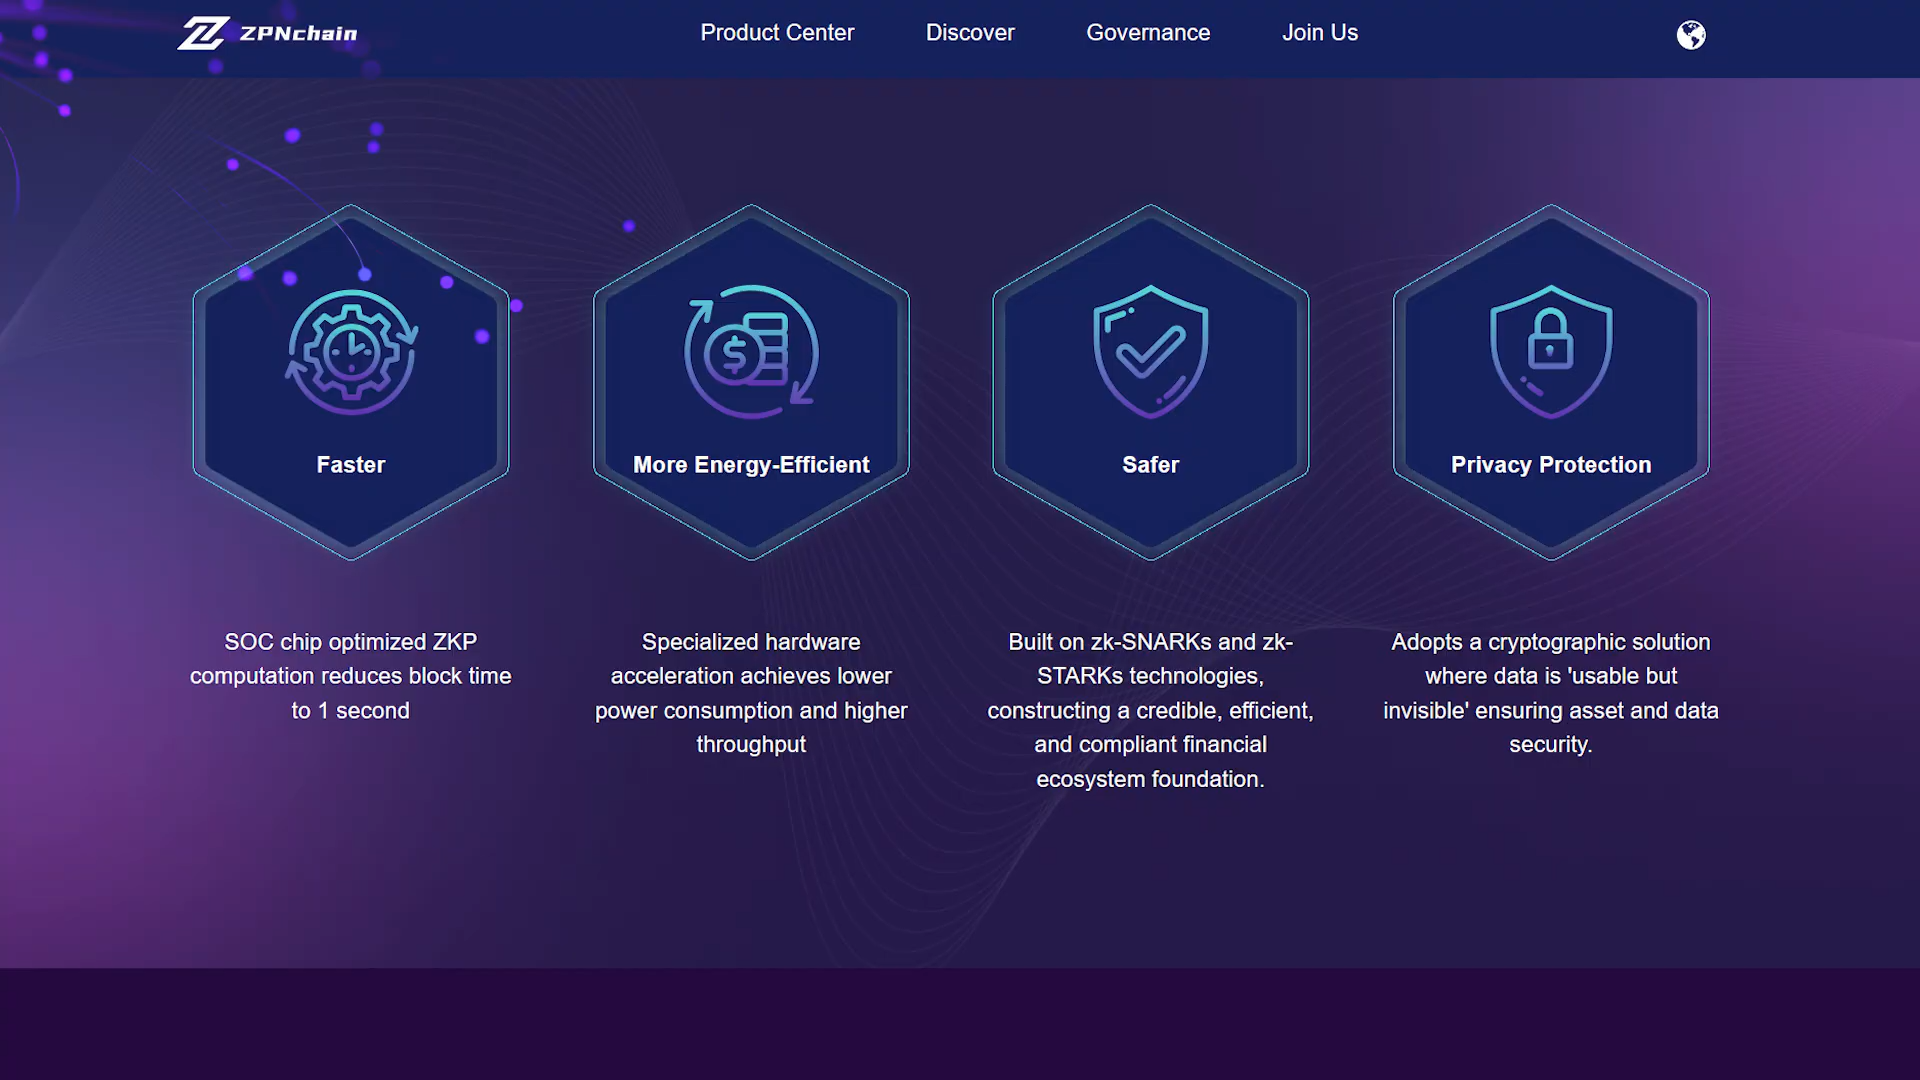 ZPNchain
Product Center
Discover
Governance
Join Us
Faster
More Energy-Efficient
Safer
Privacy Protection
SOC chip optimized ZKP
computation reduces block time
to 1 second
Specialized hardware
acceleration achieves lower
power consumption and higher
throughput
Built on zk-SNARKs and zk-
STARKs technologies,
constructing a credible, efficient,
and compliant financial
ecosystem foundation.
Adopts a cryptographic solution
where data is 'usable but
invisible' ensuring asset and data
security.